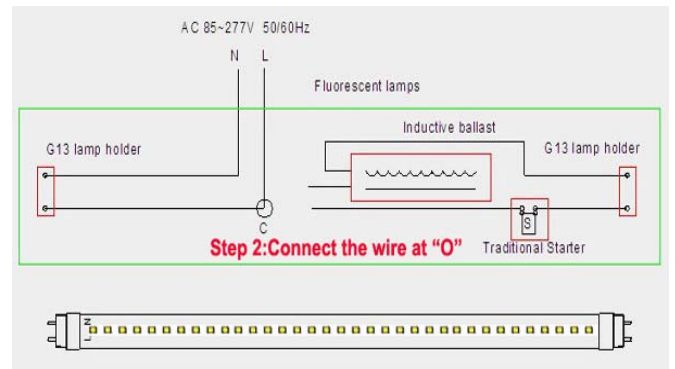 AC 85~277V 50/60Hz
N L
Fluorescent lamps
Inductive ballast
G13 lamp holder
G13 lamp holder
S
C
Step 2:Connect the wire at “O”
Traditional Starter
N
L